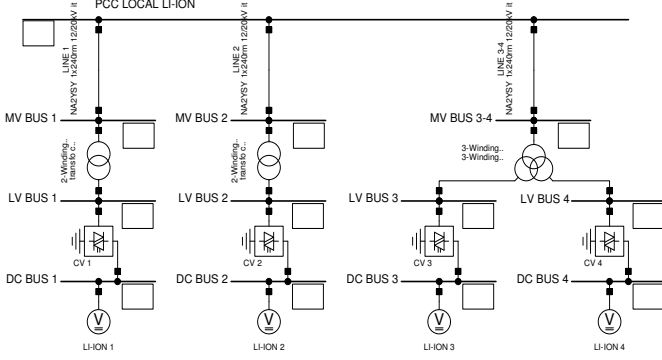 PCC LOCAL LI-ION
LINE 1
NA2YSY 1x240rm 12/20kV it
LINE 2
NA2YSY 1x240rm 12/20kV it
LINE 3-4
NA2YSY 1x240rm 12/20kV it
MV BUS 1
MV BUS 2
MV BUS 3-4
2-Winding..
transfo c..
2-Winding..
transfo c..
3-Winding..
3-Winding..
LV BUS 1
LV BUS 2
LV BUS 3
LV BUS 4
CV 1
CV 2
CV 3
CV 4
DC BUS 1
DC BUS 2
DC BUS 3
DC BUS 4
V
V
V
V
LI-ION 1
LI-ION 2
LI-ION 3
LI-ION 4